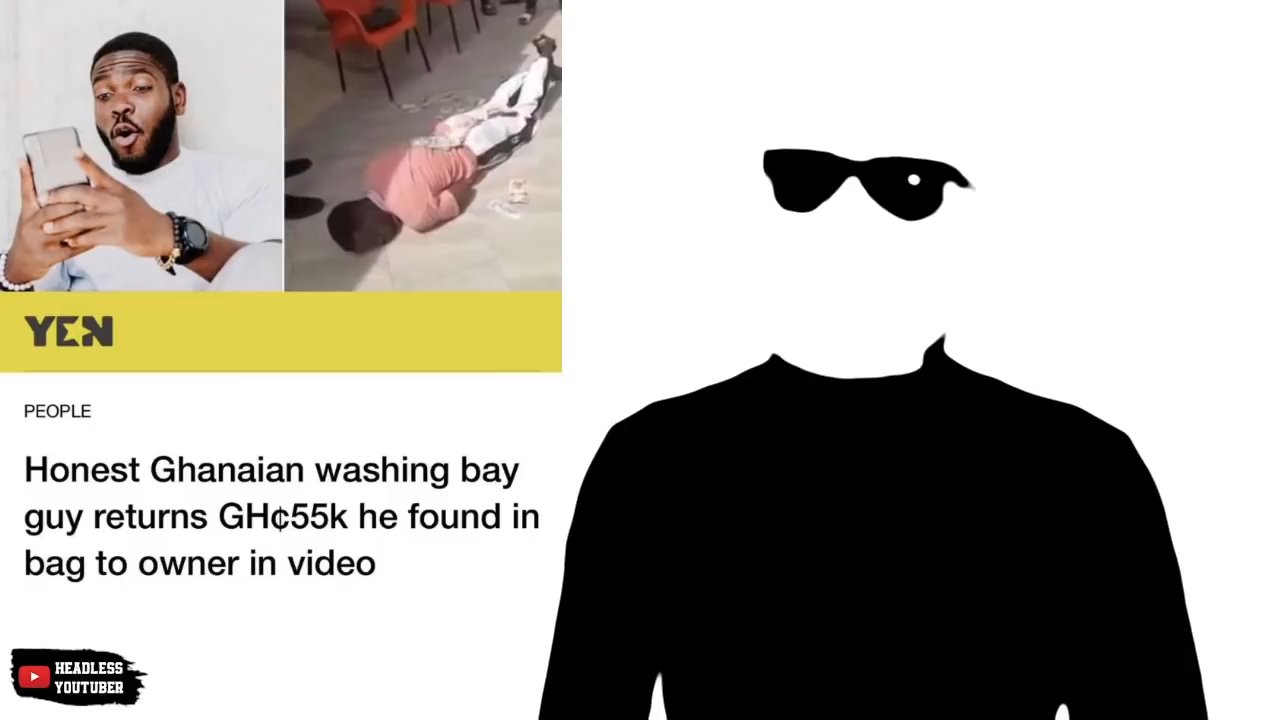 YEN
PEOPLE
Honest Ghanaian washing bay
guy returns GH¢55k he found in
bag to owner in video
HEADLESS
YOUTUBER